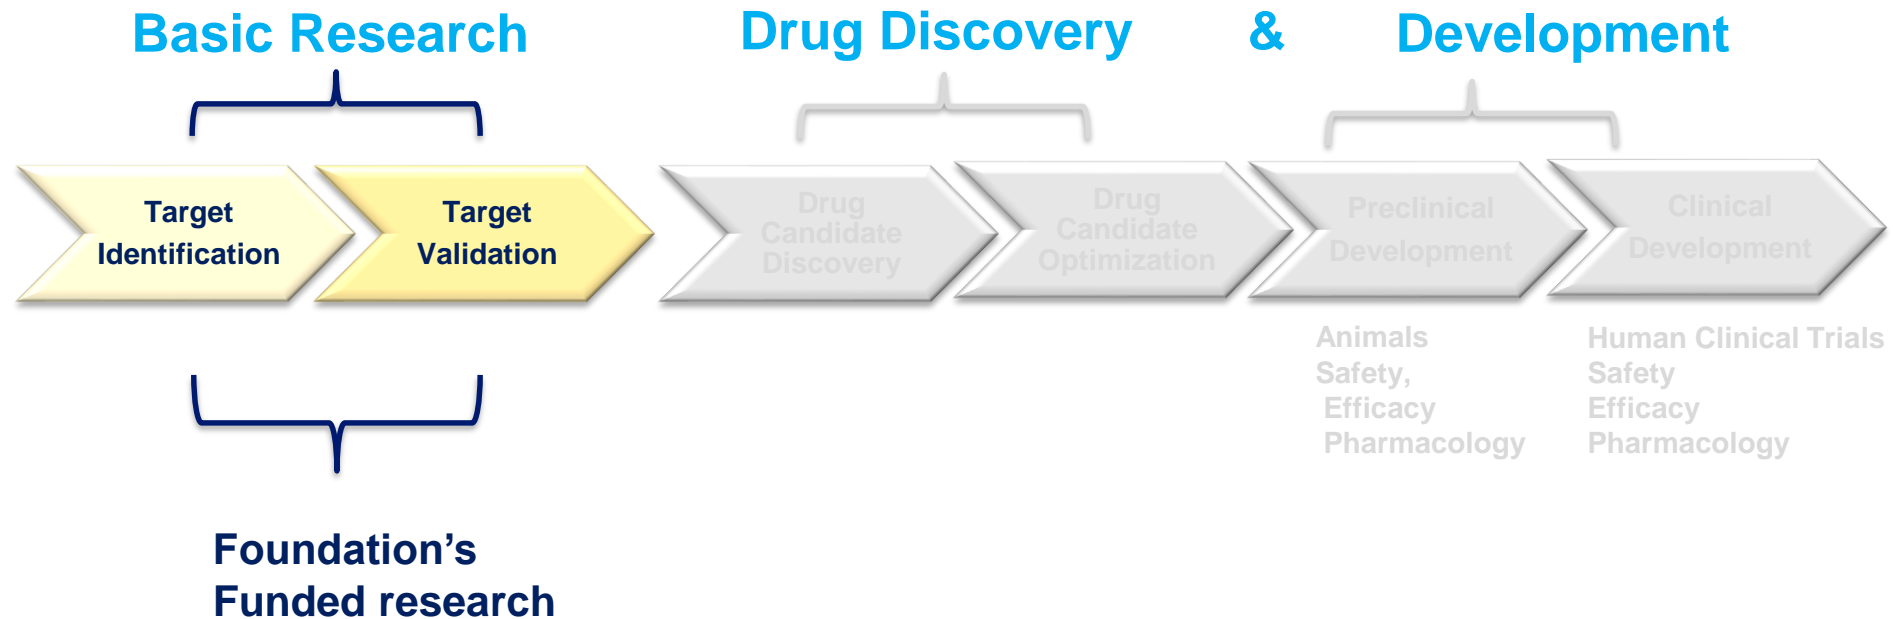 Basic Research
Drug Discovery & Development
Target
Identification
Target
Validation
Drug
Candidate
Discovery
Drug
Candidate
Optimization
Preclinical
Development
Clinical
Development
Animals
Safety,
Efficacy
Pharmacology
Human Clinical Trials
Safety
Efficacy
Pharmacology
Foundation’s
Funded research